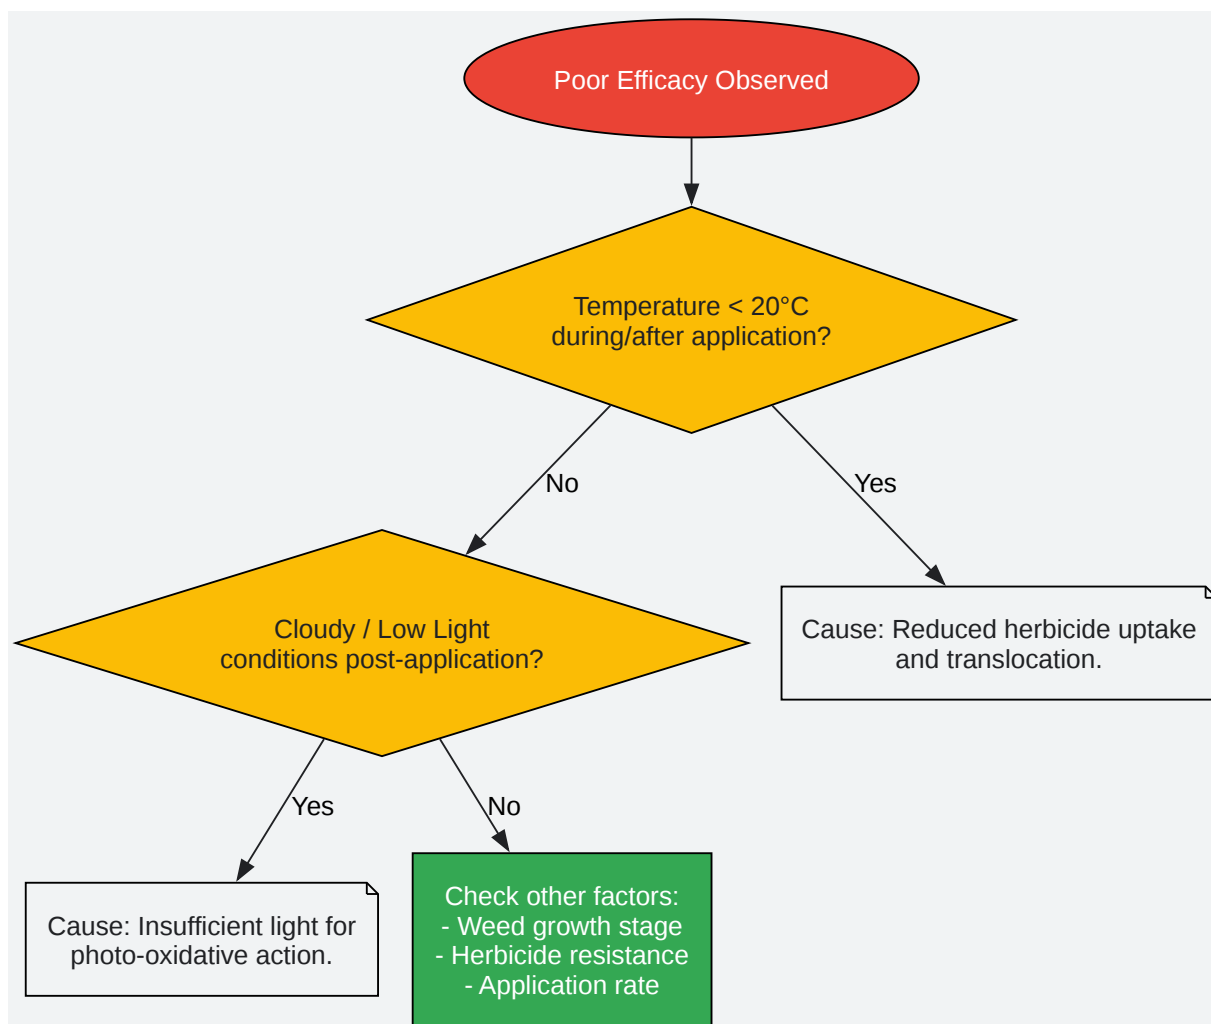 Poor Efficacy Observed
Temperature < 20°C
during/after application?
No
Yes
Cloudy / Low Light
conditions post-application?
Cause: Reduced herbicide uptake
and translocation.
Yes
No
Cause: Insufficient light for
photo-oxidative action.
Check other factors:
- Weed growth stage
- Herbicide resistance
- Application rate